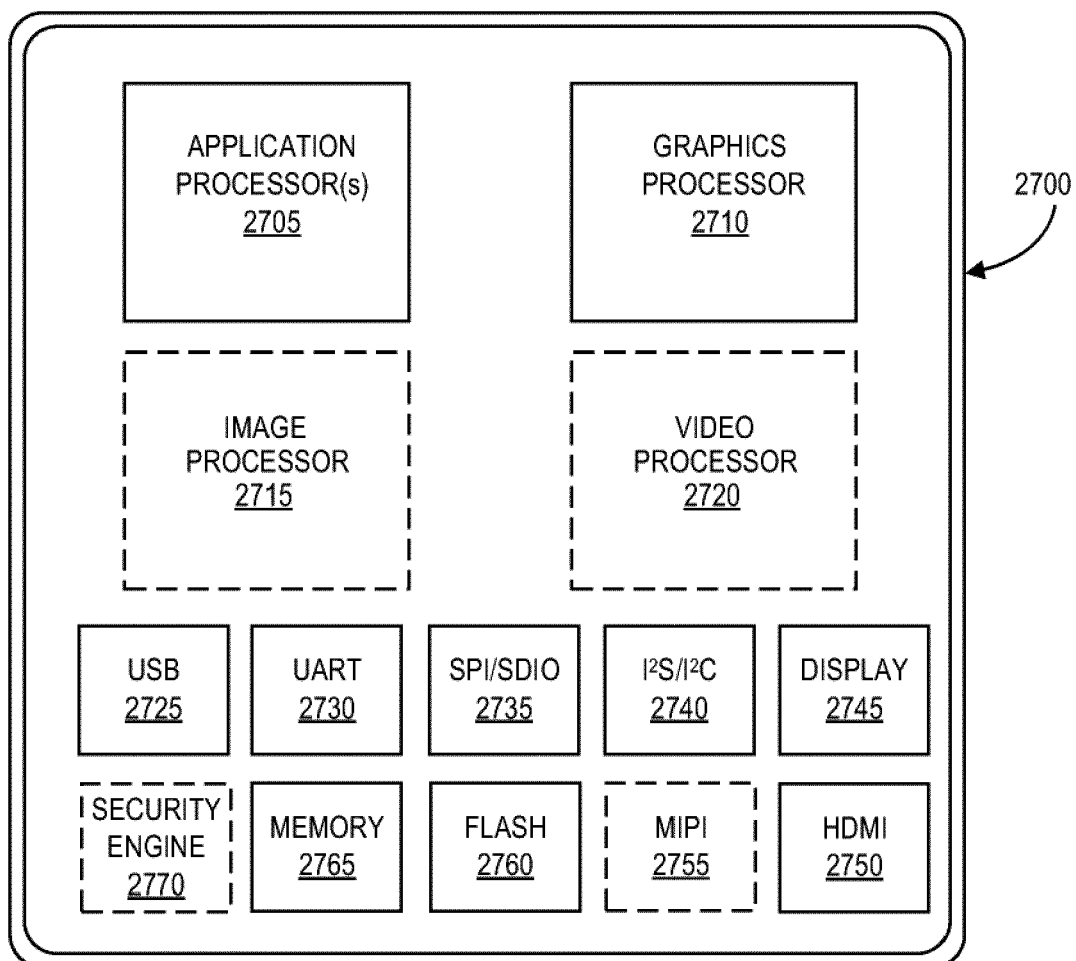 APPLICATION
PROCESSOR(s)
2705
GRAPHICS
PROCESSOR
2710
2700
IMAGE
PROCESSOR
2715
VIDEO
PROCESSOR
2720
USB
2725
UART
2730
SPI/SDIO
2735
I²S/I²C
2740
DISPLAY
2745
SECURITY
ENGINE
2770
MEMORY
2765
FLASH
2760
MIPI
2755
HDMI
2750